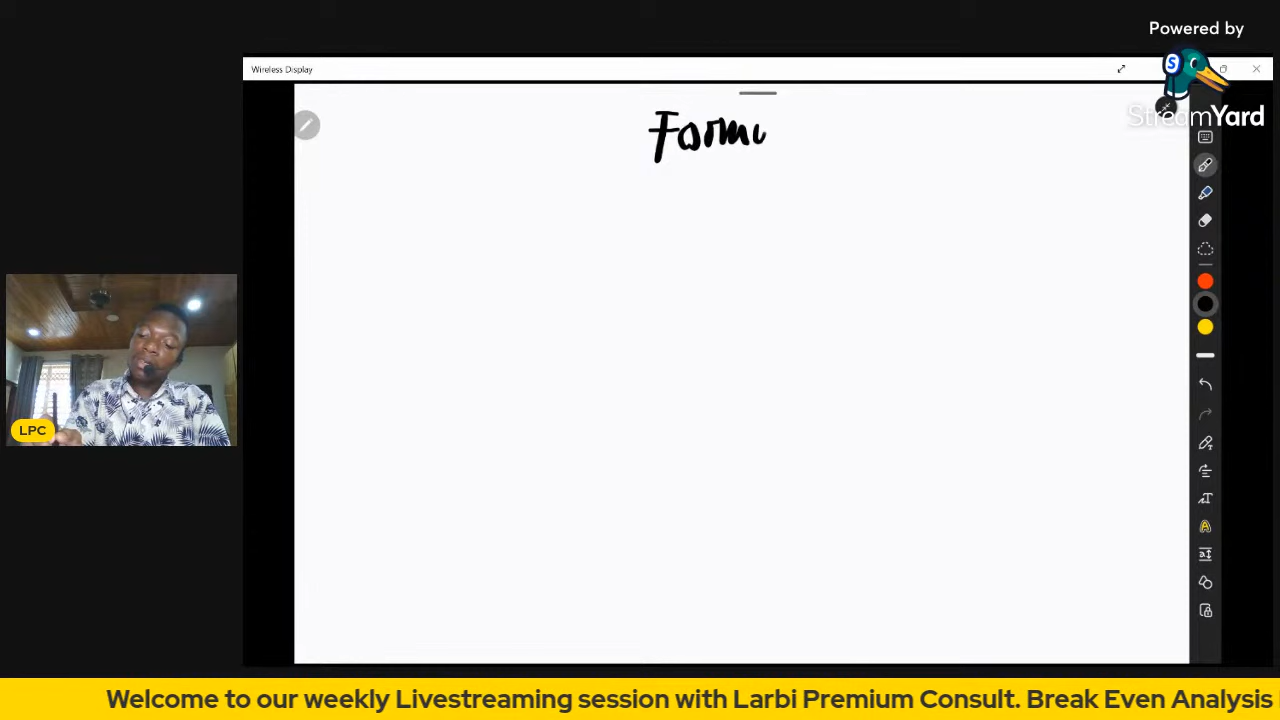 Powered by
StreamYard
Wireless Display
Formu
LPC
Welcome to our weekly Livestreaming session with Larbi Premium Consult. Break Even Analysis